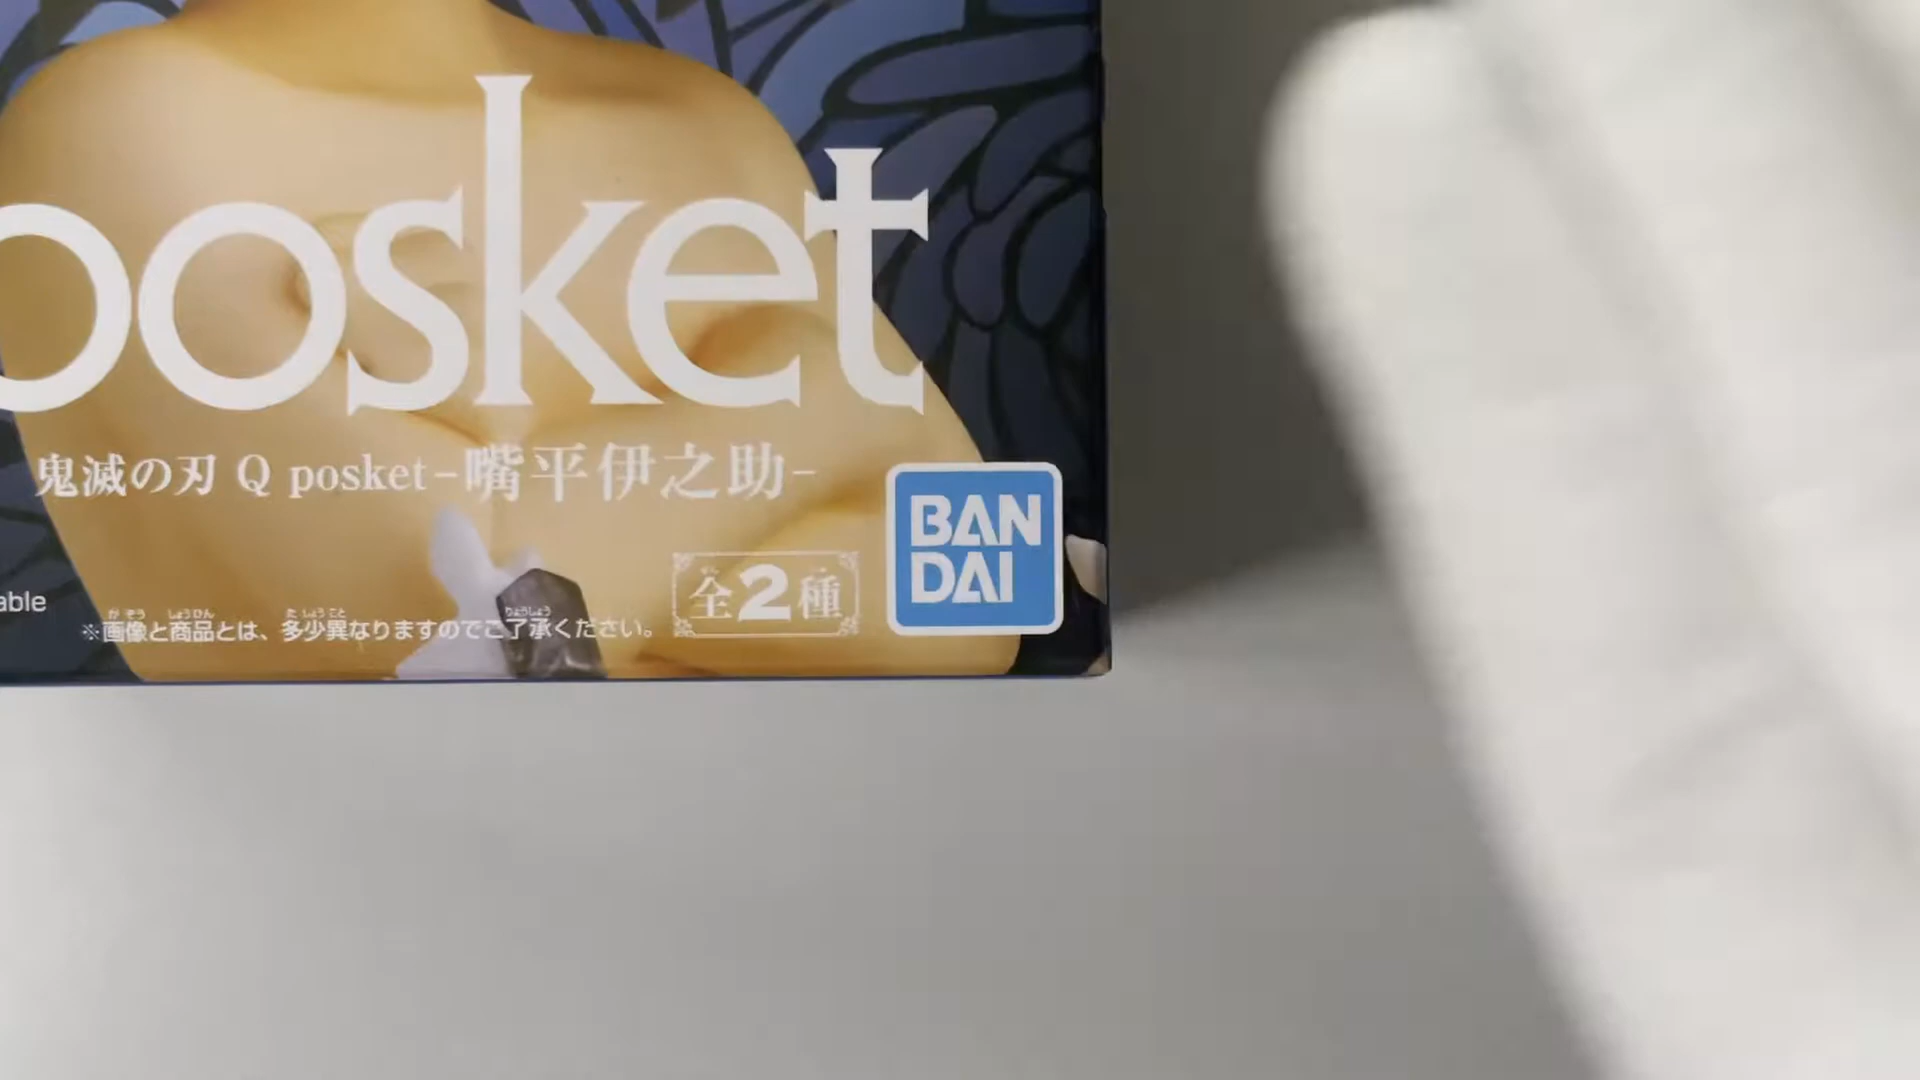 posket
鬼滅の刃 Q posket-嘴平伊之助-
全2種
BAN
DAI
able
※画像と商品とは、多少異なりますのでご了承ください。